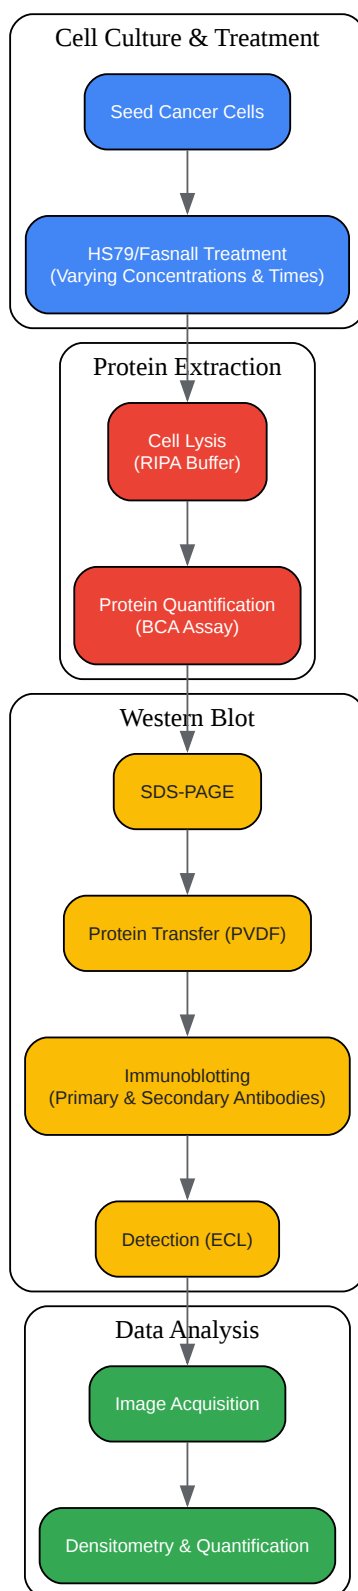 Cell Culture & Treatment
Seed Cancer Cells
HS79/Fasnall Treatment
(Varying Concentrations & Times)
Protein Extraction
Cell Lysis
(RIPA Buffer)
Protein Quantification
(BCA Assay)
Western Blot
SDS-PAGE
Protein Transfer (PVDF)
Immunoblotting
(Primary & Secondary Antibodies)
Detection (ECL)
Data Analysis
Image Acquisition
Densitometry & Quantification